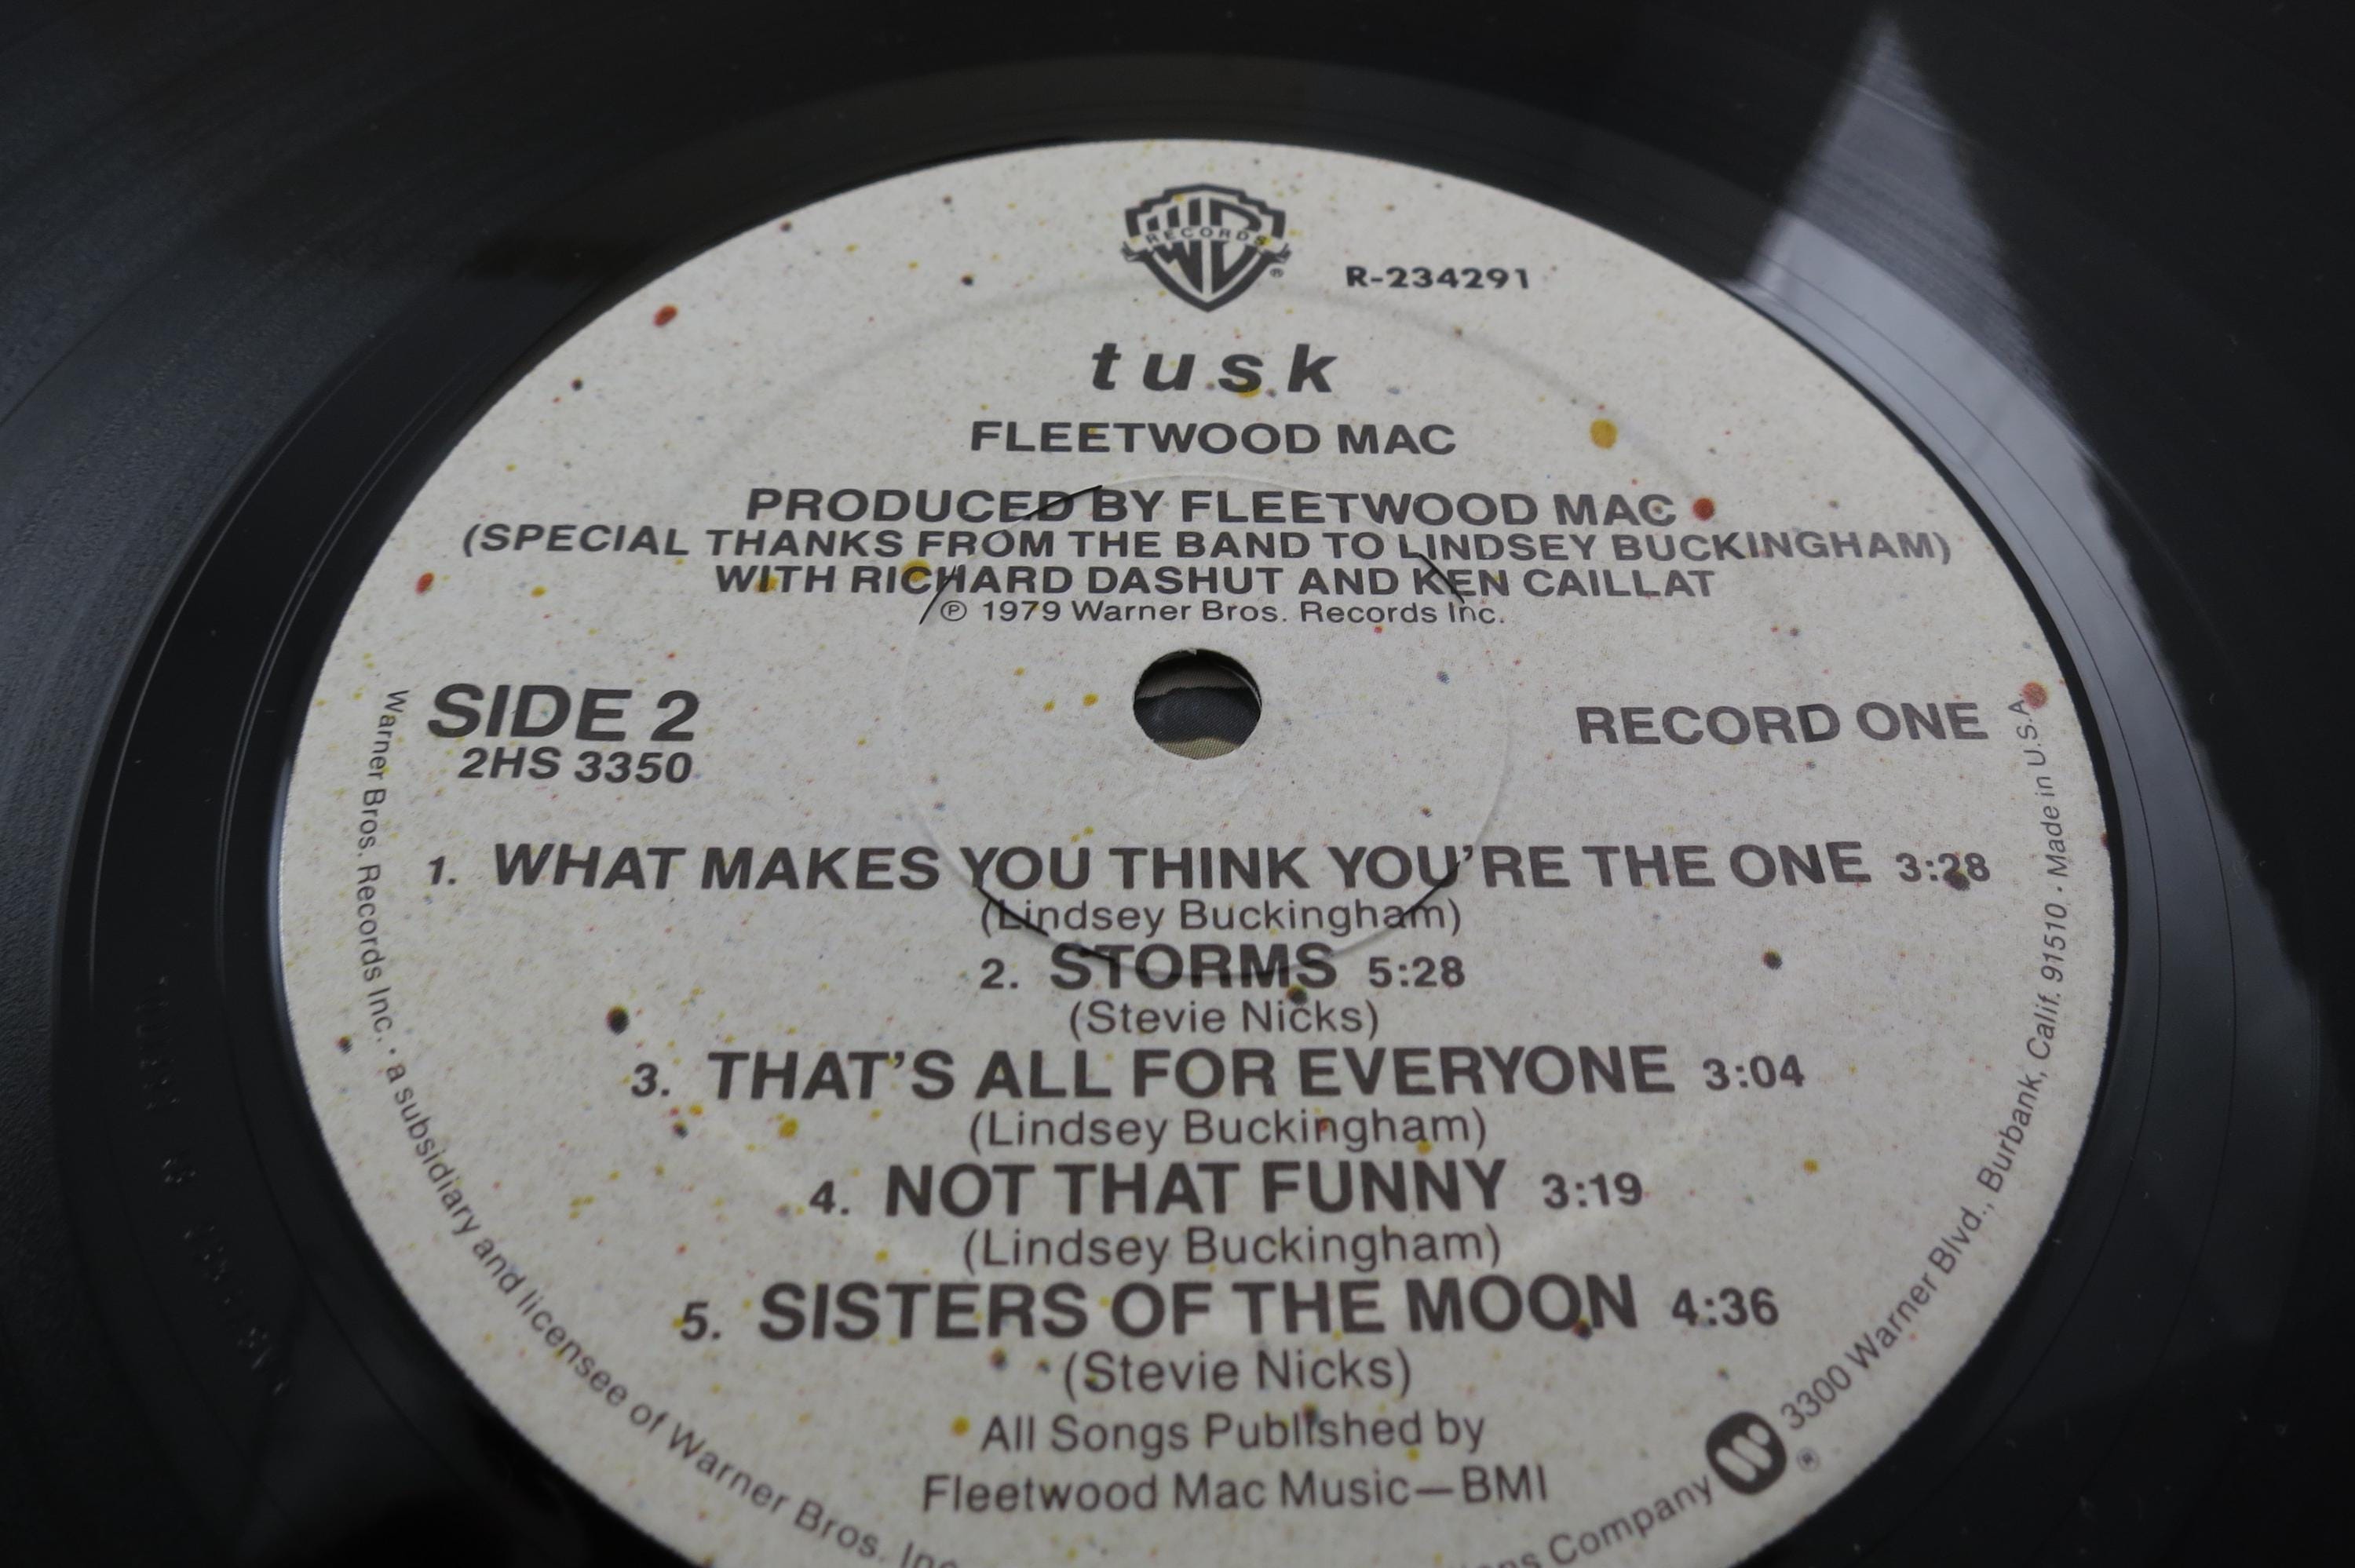 WB
RECORDS
®
R-234291
tusk
FLEETWOOD MAC
PRODUCED BY FLEETWOOD MAC
(SPECIAL THANKS FROM THE BAND TO LINDSEY BUCKINGHAM)
WITH RICHARD DASHUT AND KEN CAILLAT
℗ 1979 Warner Bros. Records Inc.
SIDE 2
2HS 3350
RECORD ONE
1. WHAT MAKES YOU THINK YOU'RE THE ONE 3:28
(Lindsey Buckingham)
2. STORMS 5:28
(Stevie Nicks)
3. THAT'S ALL FOR EVERYONE 3:04
(Lindsey Buckingham)
4. NOT THAT FUNNY 3:19
(Lindsey Buckingham)
5. SISTERS OF THE MOON 4:36
(Stevie Nicks)
All Songs Published by
Fleetwood Mac Music—BMI
Warner Bros. Records Inc. · a subsidiary and licensee of Warner Bros. Inc
Company ® 3300 Warner Blvd., Burbank, Calif. 91510 · Made in U.S.A.